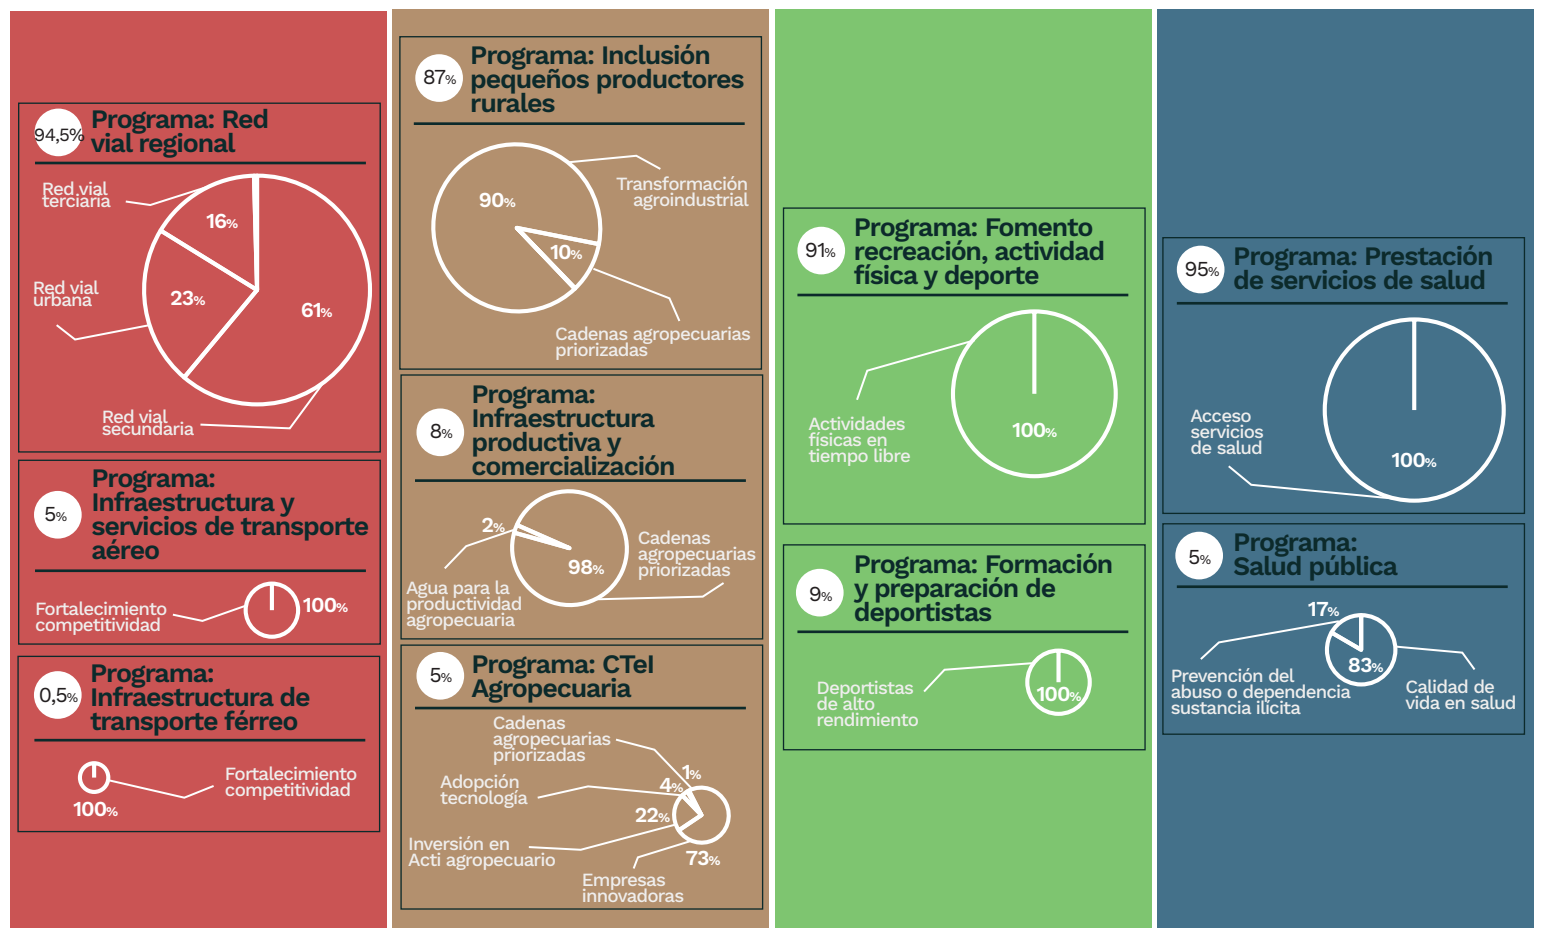 94,5%
Programa: Red
vial regional
Red vial
terciaria
16%
Red vial
urbana
23%
61%
Red vial
secundaria
5%
Programa:
Infraestructura y
servicios de transporte
aéreo
Fortalecimiento
competitividad
100%
0,5%
Programa:
Infraestructura de
transporte férreo
Fortalecimiento
competitividad
100%
87%
Programa: Inclusión
pequeños productores
rurales
90%
Transformación
agroindustrial
10%
Cadenas agropecuarias
priorizadas
8%
Programa:
Infraestructura
productiva y
comercialización
2%
Cadenas
agropecuarias
priorizadas
98%
Agua para la
productividad
agropecuaria
5%
Programa: CTeI
Agropecuaria
Cadenas
agropecuarias
priorizadas
1%
Adopción
tecnología
4%
22%
Inversión en
Acti agropecuario
73%
Empresas
innovadoras
91%
Programa: Fomento
recreación, actividad
física y deporte
Actividades
físicas en
tiempo libre
100%
9%
Programa: Formación
y preparación de
deportistas
Deportistas
de alto
rendimiento
100%
95%
Programa: Prestación
de servicios de salud
Acceso
servicios
de salud
100%
5%
Programa:
Salud pública
17%
83%
Prevención del
abuso o dependencia
sustancia ilícita
Calidad de
vida en salud